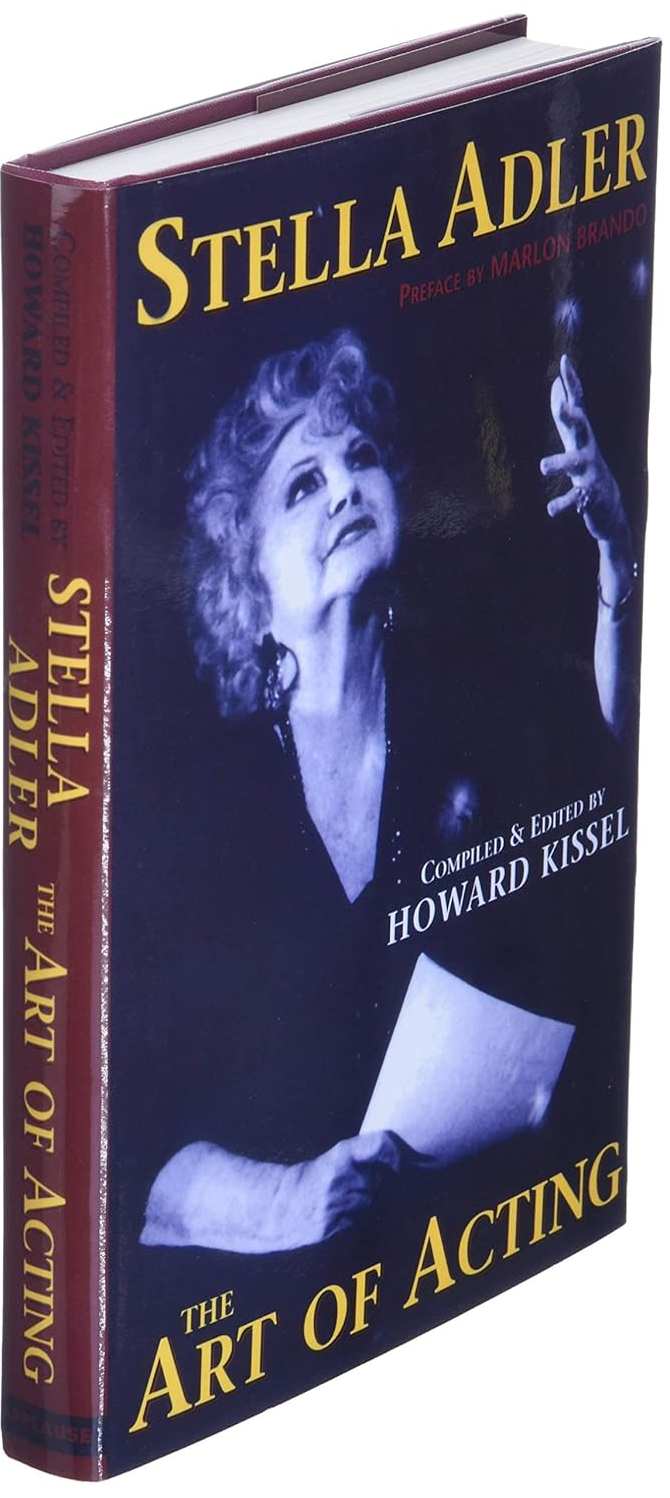 STELLA ADLER
PREFACE BY MARLON BRANDO
COMPILED & EDITED BY
HOWARD KISSEL
THE
ART OF ACTING
COMPILED & EDITED BY
HOWARD KISSEL
STELLA
ADLER
THE ART OF ACTING
APPLAUSE